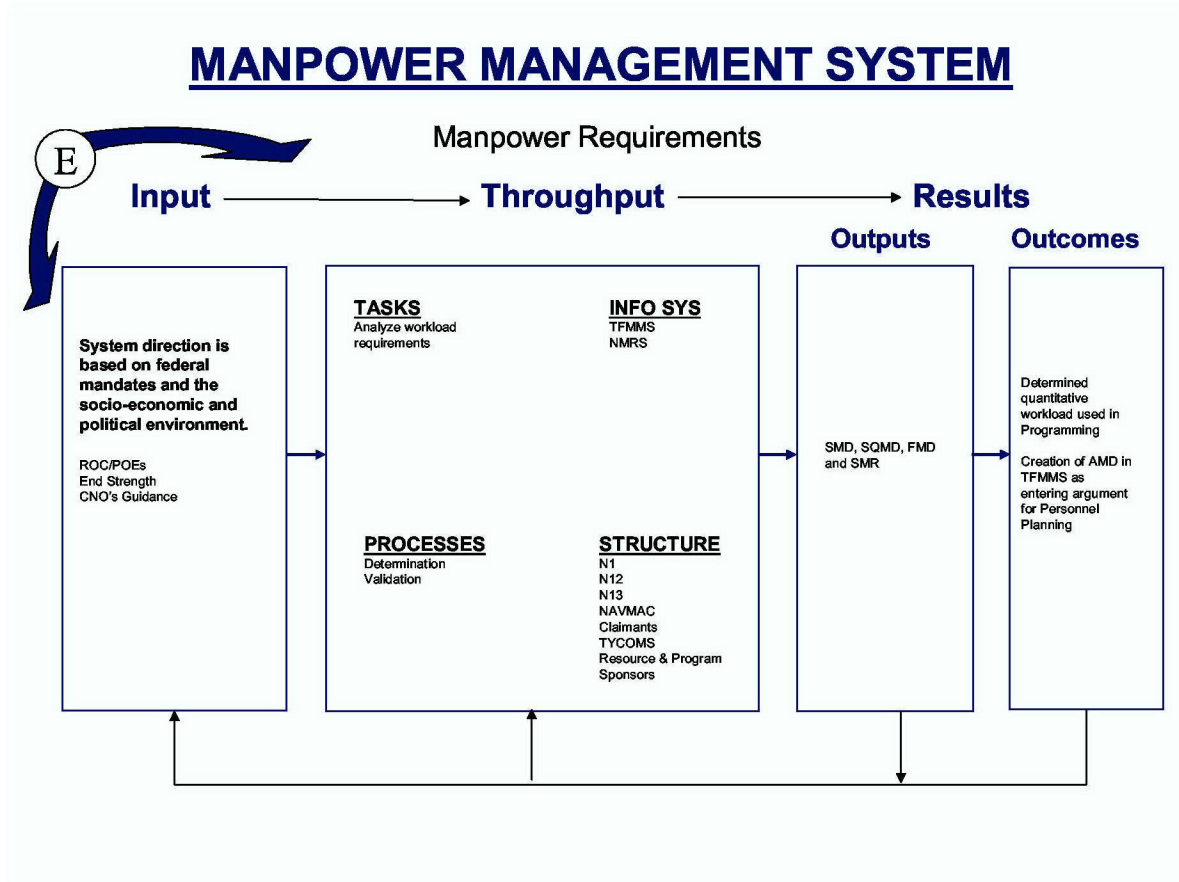 MANPOWER MANAGEMENT SYSTEM
Manpower Requirements
E
Input
Throughput
Results
Outputs
Outcomes
System direction is
based on federal
mandates and the
socio-economic and
political environment.
ROC/POEs
End Strength
CNO's Guidance
TASKS
Analyze workload
requirements
INFO SYS
TFMMS
NMRS
PROCESSES
Determination
Validation
STRUCTURE
N1
N12
N13
NAVMAC
Claimants
TYCOMS
Resource & Program
Sponsors
SMD, SQMD, FMD
and SMR
Determined
quantitative
workload used in
Programming
Creation of AMD in
TFMMS as
entering argument
for Personnel
Planning